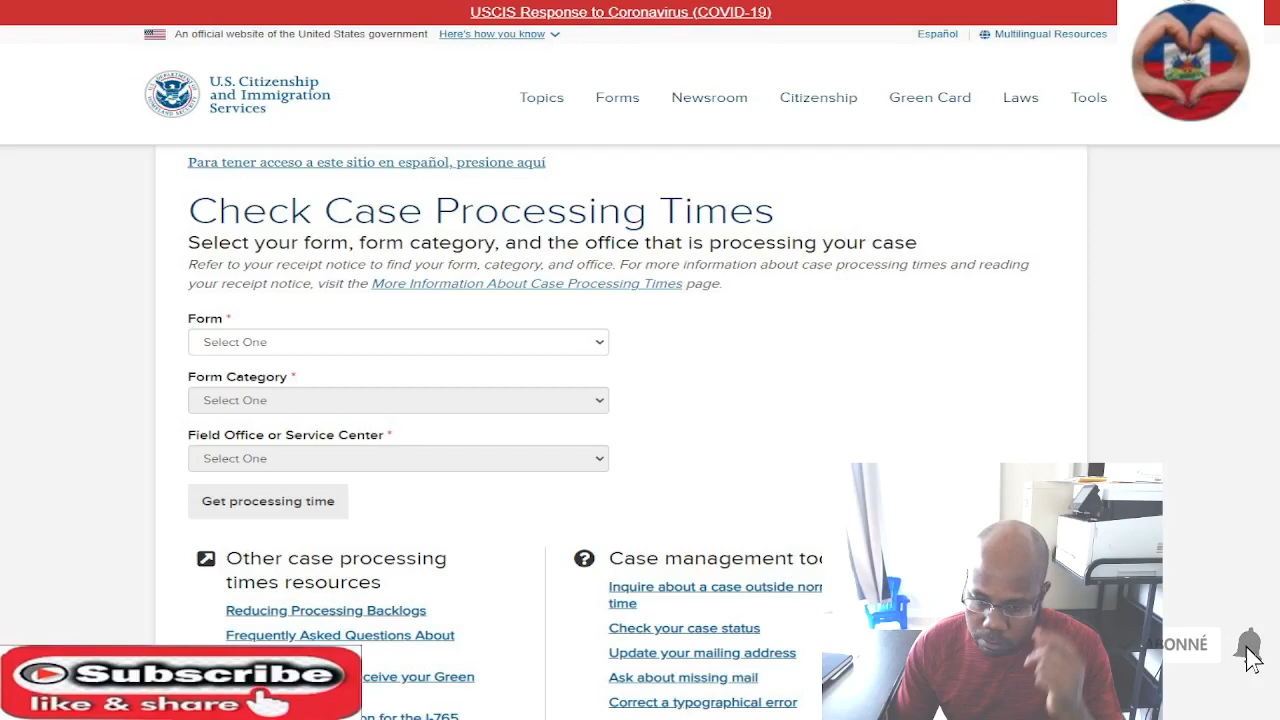 USCIS Response to Coronavirus (COVID-19)
An official website of the United States government Here's how you know
Español Multilingual Resources
U.S. Citizenship
and Immigration
Services
Topics Forms Newsroom Citizenship Green Card Laws Tools
Para tener acceso a este sitio en español, presione aquí
Check Case Processing Times
Select your form, form category, and the office that is processing your case
Refer to your receipt notice to find your form, category, and office. For more information about case processing times and reading
your receipt notice, visit the More Information About Case Processing Times page.
Form *
Select One
Form Category *
Select One
Field Office or Service Center *
Select One
Get processing time
Other case processing
times resources
Reducing Processing Backlogs
Frequently Asked Questions About
ceive your Green
on for the I-765
Case management too
Inquire about a case outside norr
time
Check your case status
Update your mailing address
Ask about missing mail
Correct a typographical error
ABONNÉ
Subscribe
like & share